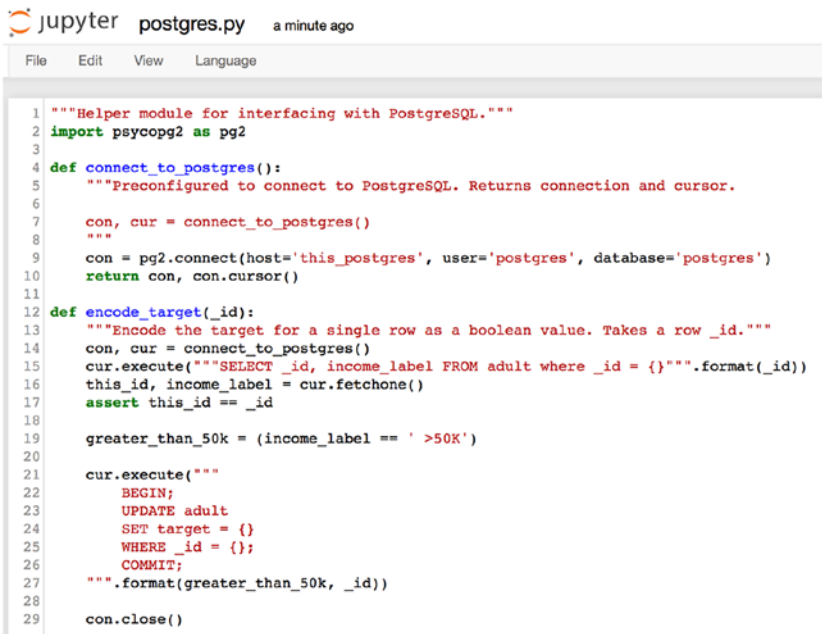 jupyter postgres.py a minute ago
File Edit View Language
1 """Helper module for interfacing with PostgreSQL."""
2 import psycopg2 as pg2
3
4 def connect_to_postgres():
5     """Preconfigured to connect to PostgreSQL. Returns connection and cursor.
6
7     con, cur = connect_to_postgres()
8     """
9     con = pg2.connect(host='this_postgres', user='postgres', database='postgres')
10     return con, con.cursor()
11
12 def encode_target(_id):
13     """Encode the target for a single row as a boolean value. Takes a row _id."""
14     con, cur = connect_to_postgres()
15     cur.execute("""SELECT _id, income_label FROM adult where _id = {}""".format(_id))
16     this_id, income_label = cur.fetchone()
17     assert this_id == _id
18
19     greater_than_50k = (income_label == ' >50K')
20
21     cur.execute("""
22         BEGIN;
23         UPDATE adult
24         SET target = {}
25         WHERE _id = {};
26         COMMIT;
27     """.format(greater_than_50k, _id))
28
29     con.close()